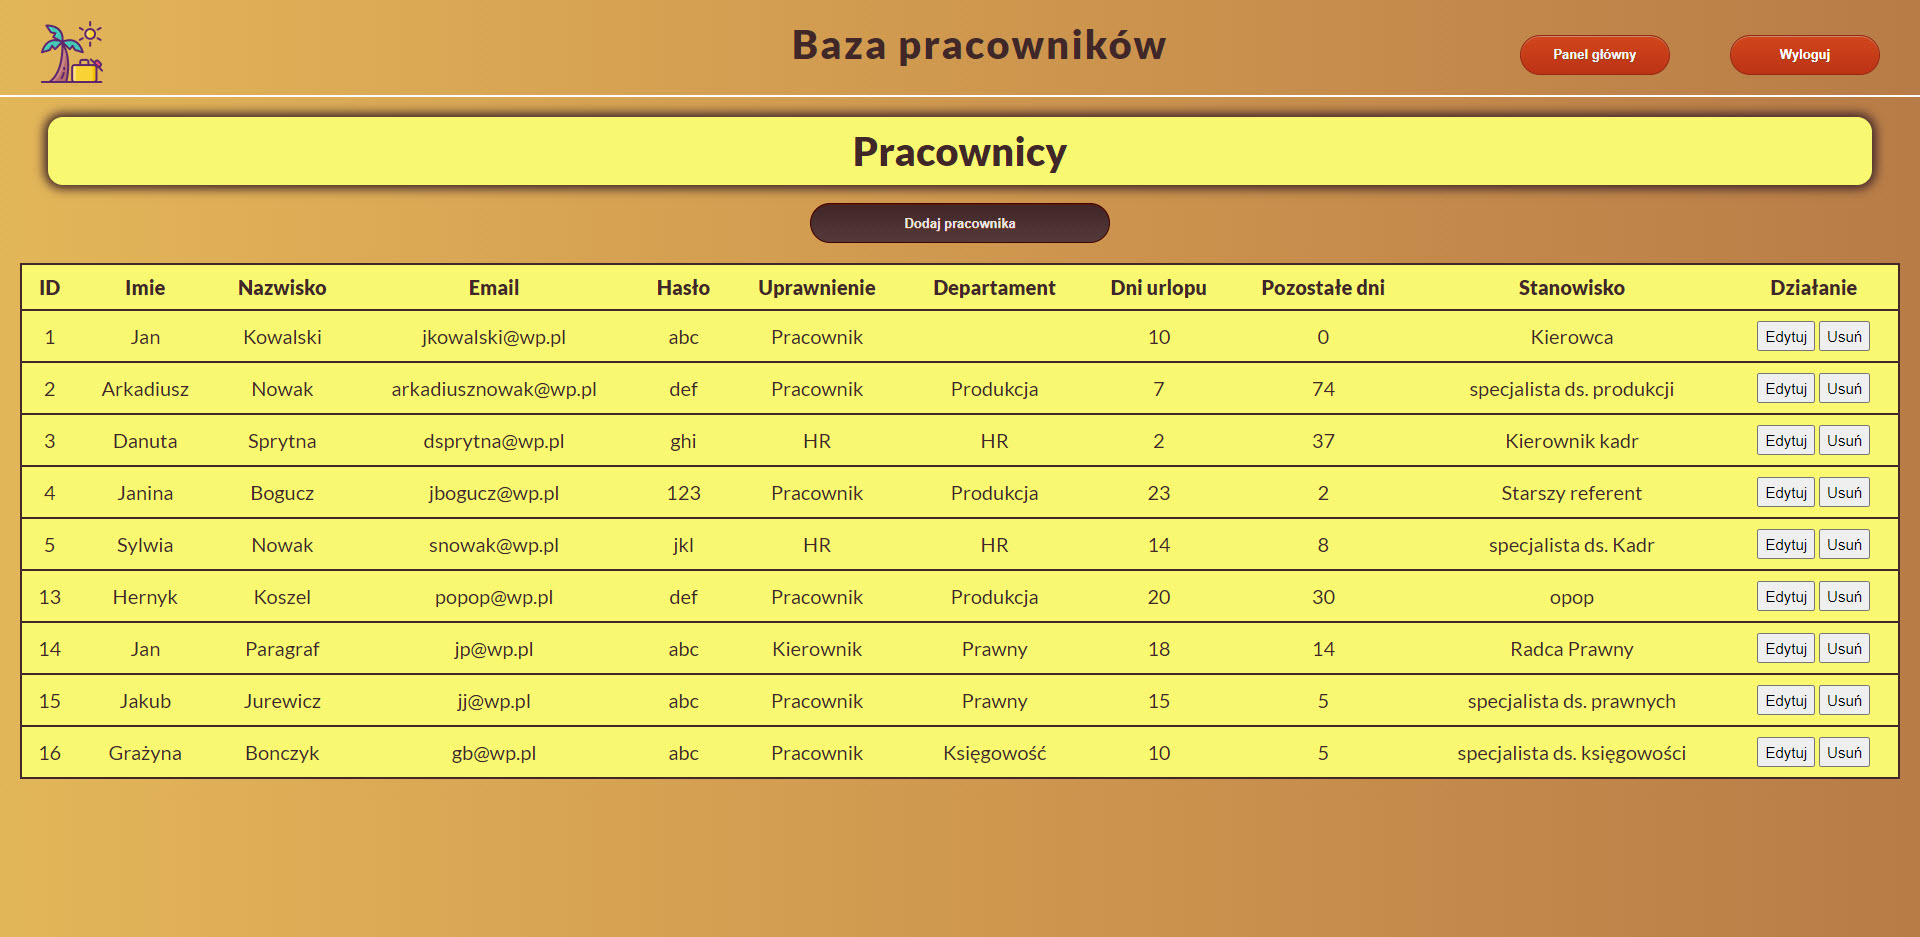 Baza pracowników
Panel główny
Wyloguj
Pracownicy
Dodaj pracownika
ID Imie Nazwisko Email Hasło Uprawnienie Departament Dni urlopu Pozostałe dni Stanowisko Działanie
1 Jan Kowalski jkowalski@wp.pl abc Pracownik 10 0 Kierowca Edytuj Usuń
2 Arkadiusz Nowak arkadiusznowak@wp.pl def Pracownik Produkcja 7 74 specjalista ds. produkcji Edytuj Usuń
3 Danuta Sprytna dsprytna@wp.pl ghi HR HR 2 37 Kierownik kadr Edytuj Usuń
4 Janina Bogucz jbogucz@wp.pl 123 Pracownik Produkcja 23 2 Starszy referent Edytuj Usuń
5 Sylwia Nowak snowak@wp.pl jkl HR HR 14 8 specjalista ds. Kadr Edytuj Usuń
13 Hernyk Koszel popop@wp.pl def Pracownik Produkcja 20 30 opop Edytuj Usuń
14 Jan Paragraf jp@wp.pl abc Kierownik Prawny 18 14 Radca Prawny Edytuj Usuń
15 Jakub Jurewicz jj@wp.pl abc Pracownik Prawny 15 5 specjalista ds. prawnych Edytuj Usuń
16 Grażyna Bonczyk gb@wp.pl abc Pracownik Księgowość 10 5 specjalista ds. księgowości Edytuj Usuń